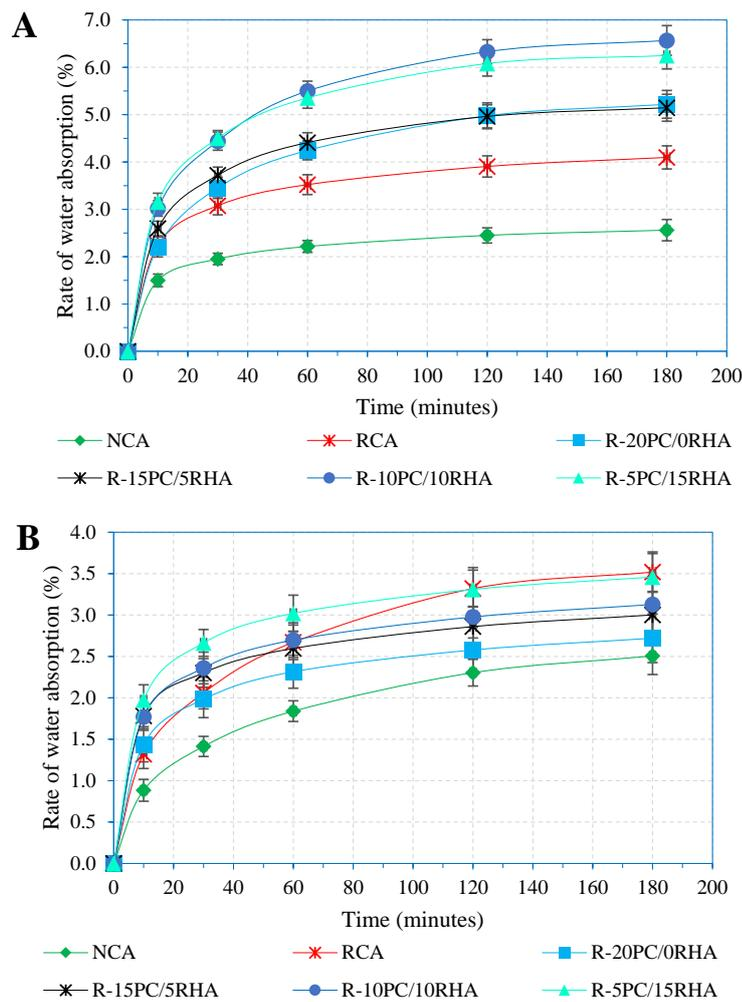 A
Rate of water absorption (%)
7.0
6.0
5.0
4.0
3.0
2.0
1.0
0.0
0 20 40 60 80 100 120 140 160 180 200
Time (minutes)
NCA RCA R-20PC/0RHA
R-15PC/5RHA R-10PC/10RHA R-5PC/15RHA
B
Rate of water absorption (%)
4.0
3.5
3.0
2.5
2.0
1.5
1.0
0.5
0.0
0 20 40 60 80 100 120 140 160 180 200
Time (minutes)
NCA RCA R-20PC/0RHA
R-15PC/5RHA R-10PC/10RHA R-5PC/15RHA